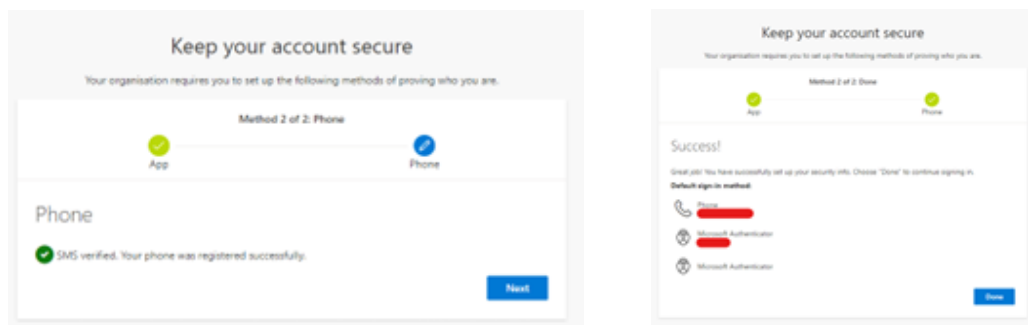 Keep your account secure
Your organisation requires you to set up the following methods of proving who you are.
Method 2 of 2: Phone
App
Phone
Phone
SMS verified. Your phone was registered successfully.
Next
Keep your account secure
Your organisation requires you to set up the following methods of proving who you are.
Method 2 of 2: Done
App
Phone
Success!
Great job! You have successfully set up your security info. Choose "Done" to continue signing in.
Default sign-in method:
Phone
Microsoft Authenticator
Microsoft Authenticator
Done